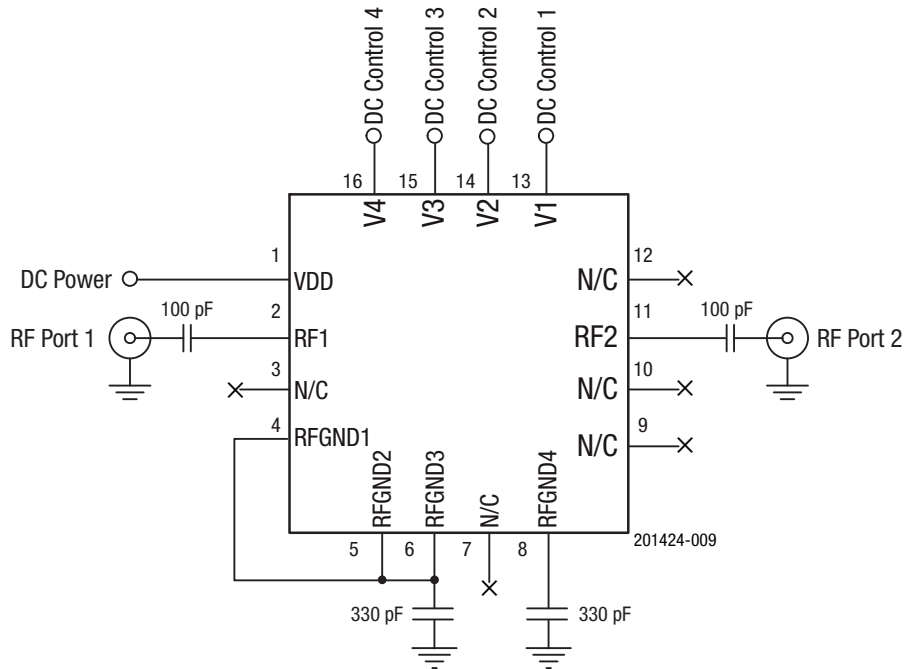 DC Control 4
DC Control 3
DC Control 2
DC Control 1
16
15
14
13
V4
V3
V2
V1
1
12
DC Power
VDD
N/C
100 pF
2
11
100 pF
RF Port 1
RF1
RF2
RF Port 2
3
10
N/C
N/C
4
9
RFGND1
N/C
RFGND2
RFGND3
N/C
RFGND4
5
6
7
8
201424-009
330 pF
330 pF